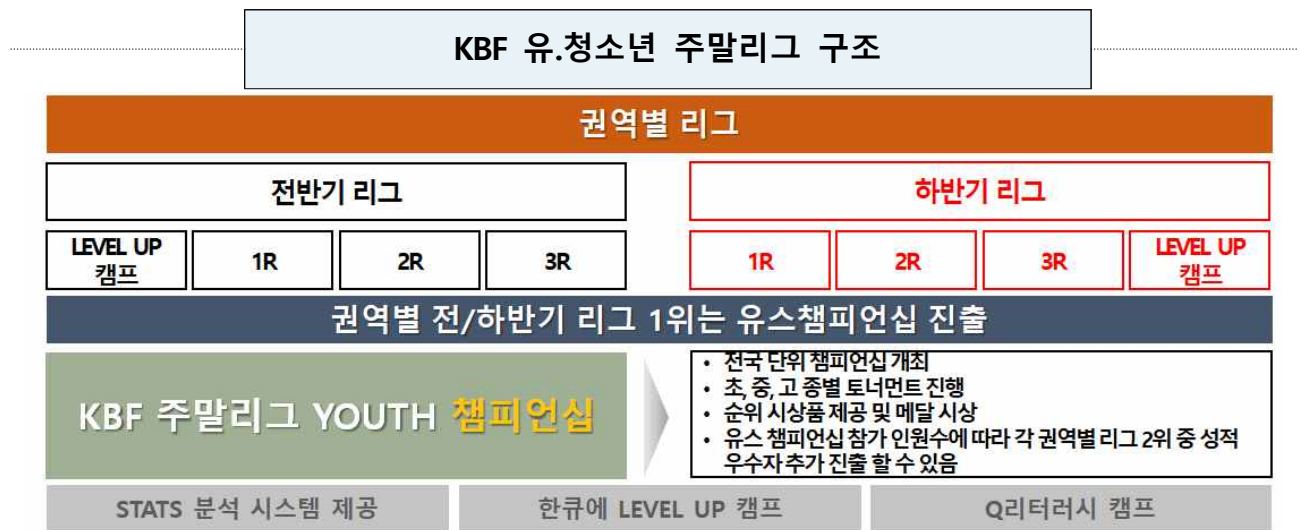 KBF 유.청소년 주말리그 구조
권역별 리그
전반기 리그
하반기 리그
LEVEL UP
캠프
1R
2R
3R
1R
2R
3R
LEVEL UP
캠프
권역별 전/하반기 리그 1위는 유스챔피언십 진출
KBF 주말리그 YOUTH 챔피언십
• 전국 단위 챔피언십 개최
• 초, 중, 고 종별 토너먼트 진행
• 순위 시상품 제공 및 메달 시상
• 유스 챔피언십 참가 인원수에 따라 각 권역별 리그 2위 중 성적
우수자 추가 진출 할 수 있음
STATS 분석 시스템 제공
한큐에 LEVEL UP 캠프
Q리터러시 캠프